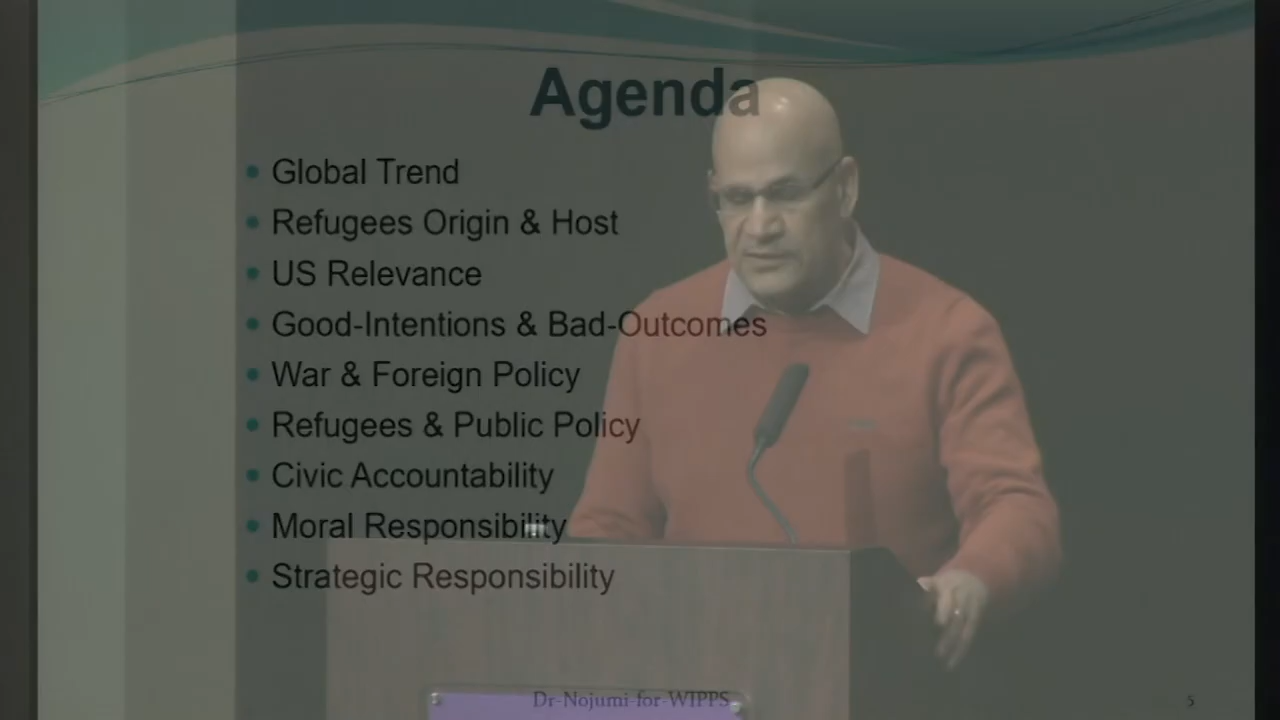 Agenda
• Global Trend
• Refugees Origin & Host
• US Relevance
• Good-Intentions & Bad-Outcomes
• War & Foreign Policy
• Refugees & Public Policy
• Civic Accountability
• Moral Responsibility
• Strategic Responsibility
Dr-Nojumi-for-WIPPS
5